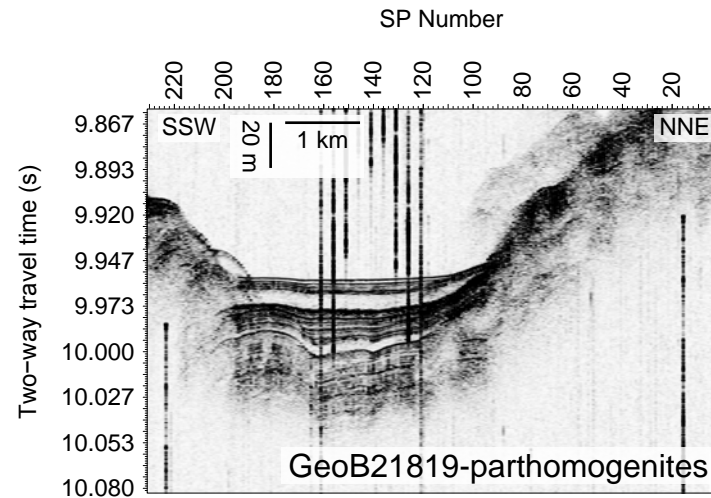 SP Number
220 200 180 160 140 120 100 80 60 40 20
SSW
NNE
20 m
1 km
Two-way travel time (s)
9.867
9.893
9.920
9.947
9.973
10.000
10.027
10.053
10.080
GeoB21819-parthomogenites